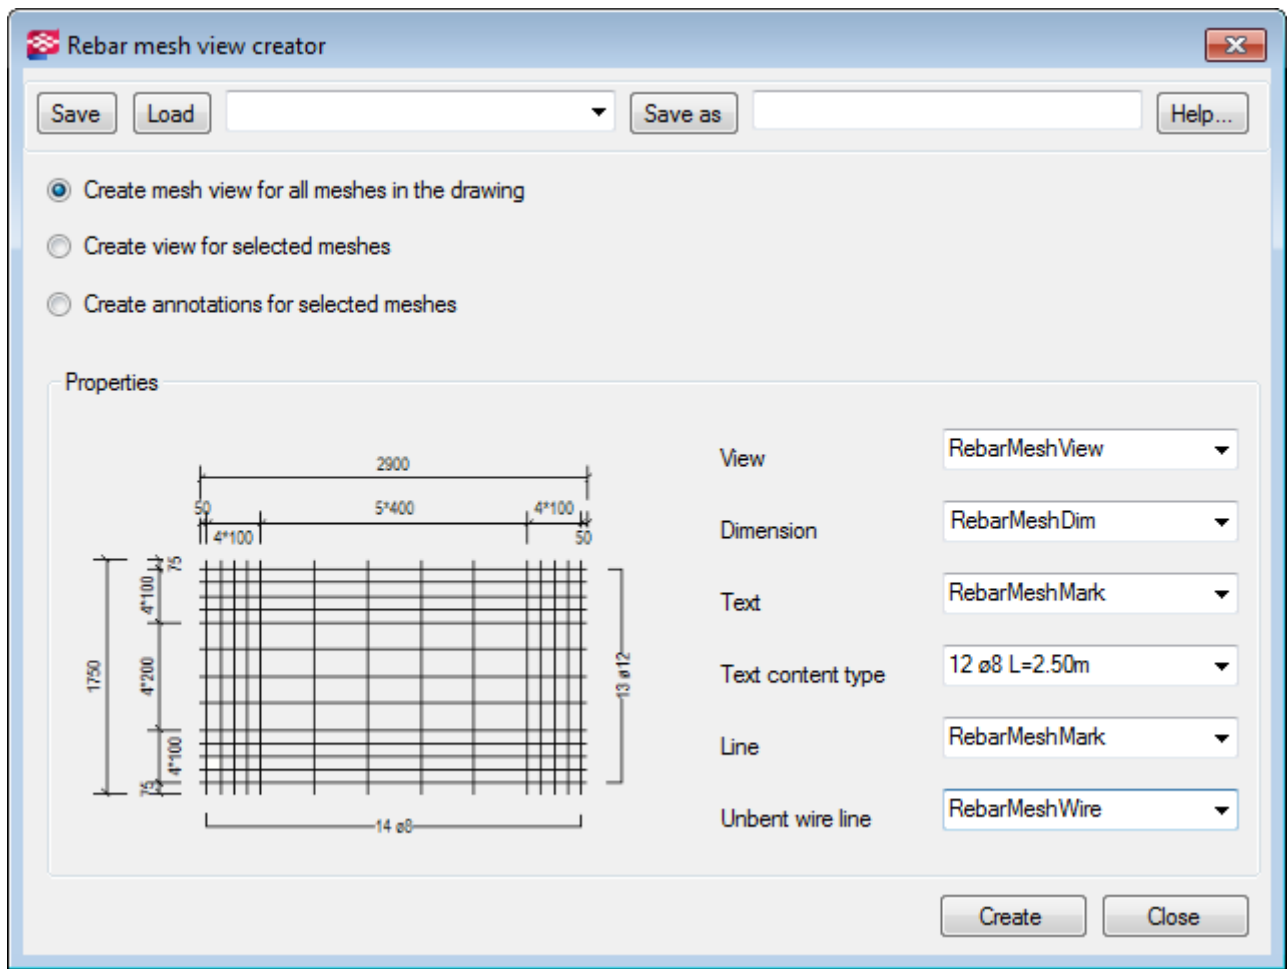 Rebar mesh view creator
Save Load Save as Help...
Create mesh view for all meshes in the drawing
Create view for selected meshes
Create annotations for selected meshes
Properties
2900
50 5*400 4*100
4*100 50
75
4*100
1750
4*200
4*100
75
13 ø12
14 ø8
View RebarMeshView
Dimension RebarMeshDim
Text RebarMeshMark
Text content type 12 ø8 L=2.50m
Line RebarMeshMark
Unbent wire line RebarMeshWire
Create Close